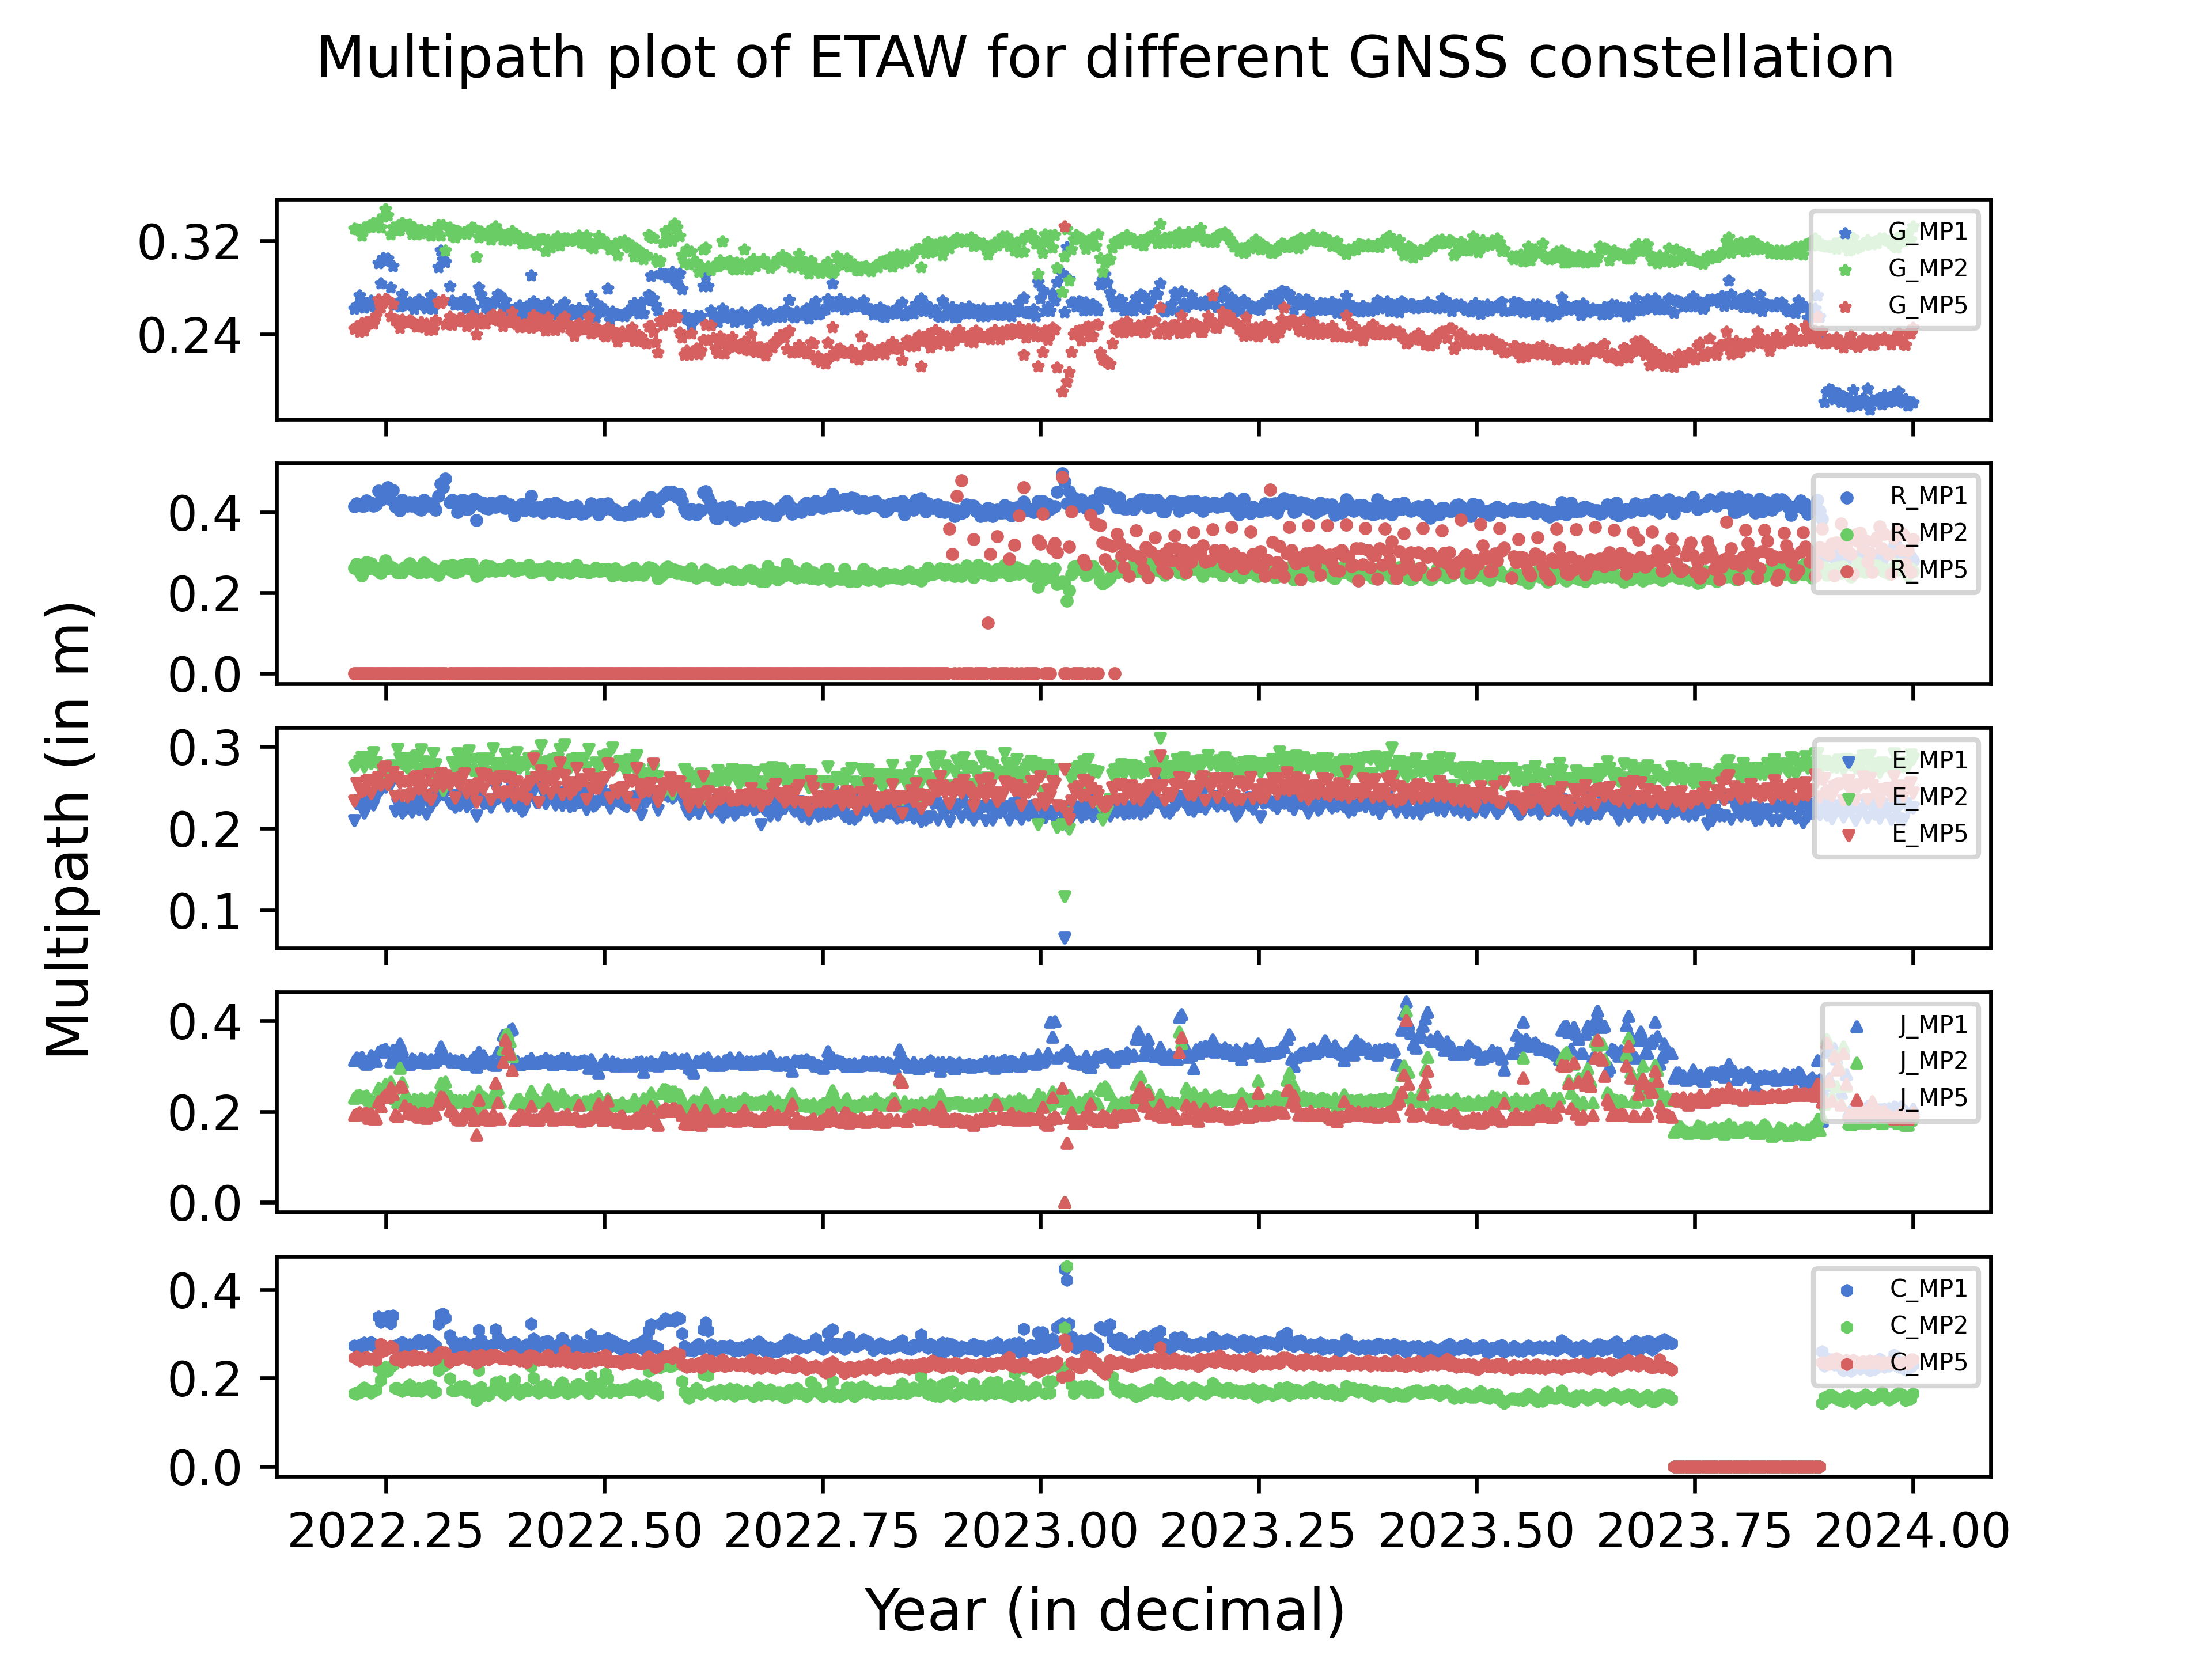 Multipath plot of ETAW for different GNSS constellation
0.32
0.24
G_MP1
G_MP2
G_MP5
0.4
0.2
0.0
R_MP1
R_MP2
R_MP5
Multipath (in m)
0.3
0.2
0.1
E_MP1
E_MP2
E_MP5
0.4
0.2
0.0
J_MP1
J_MP2
J_MP5
0.4
0.2
0.0
C_MP1
C_MP2
C_MP5
2022.25 2022.50 2022.75 2023.00 2023.25 2023.50 2023.75 2024.00
Year (in decimal)